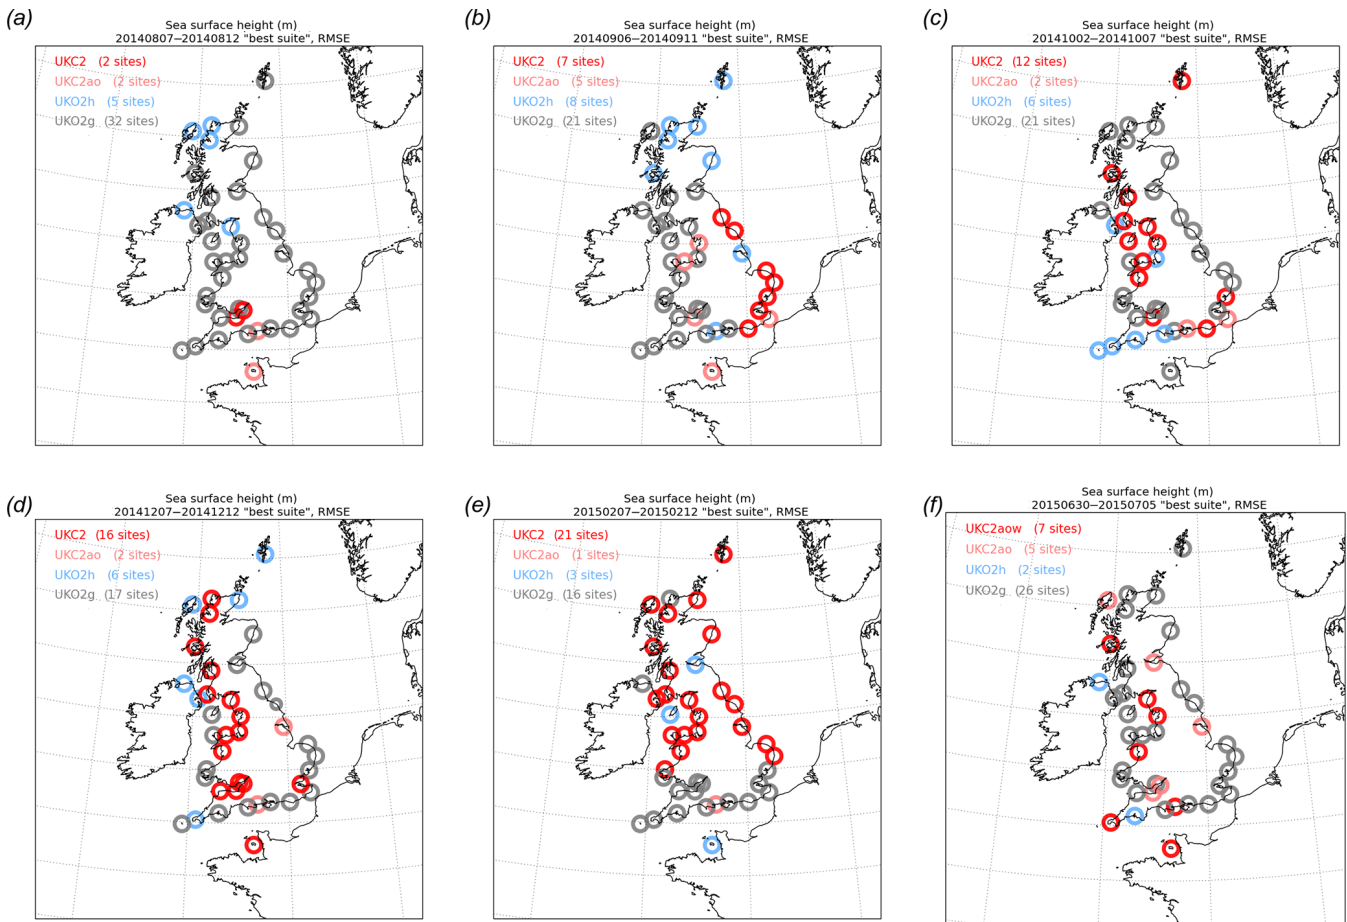 (a)
Sea surface height (m)
20140807−20140812 "best suite", RMSE
UKC2 (2 sites)
UKC2ao (2 sites)
UKO2h (5 sites)
UKO2g (32 sites)
(b)
Sea surface height (m)
20140906−20140911 "best suite", RMSE
UKC2 (7 sites)
UKC2ao (5 sites)
UKO2h (8 sites)
UKO2g (21 sites)
(c)
Sea surface height (m)
20141002−20141007 "best suite", RMSE
UKC2 (12 sites)
UKC2ao (2 sites)
UKO2h (6 sites)
UKO2g (21 sites)
(d)
Sea surface height (m)
20141207−20141212 "best suite", RMSE
UKC2 (16 sites)
UKC2ao (2 sites)
UKO2h (6 sites)
UKO2g (17 sites)
(e)
Sea surface height (m)
20150207−20150212 "best suite", RMSE
UKC2 (21 sites)
UKC2ao (1 sites)
UKO2h (3 sites)
UKO2g (16 sites)
(f)
Sea surface height (m)
20150630−20150705 "best suite", RMSE
UKC2aow (7 sites)
UKC2ao (5 sites)
UKO2h (2 sites)
UKO2g (26 sites)